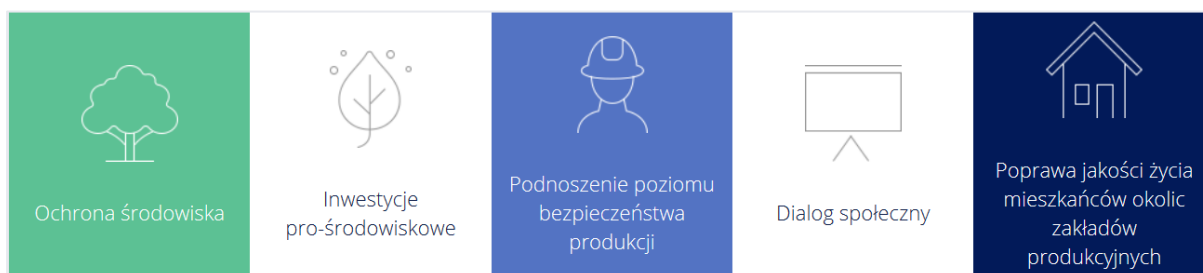 Ochrona środowiska
Inwestycje
pro-środowiskowe
Podnoszenie poziomu
bezpieczeństwa
produkcji
Dialog społeczny
Poprawa jakości życia
mieszkańców okolic
zakładów
produkcyjnych